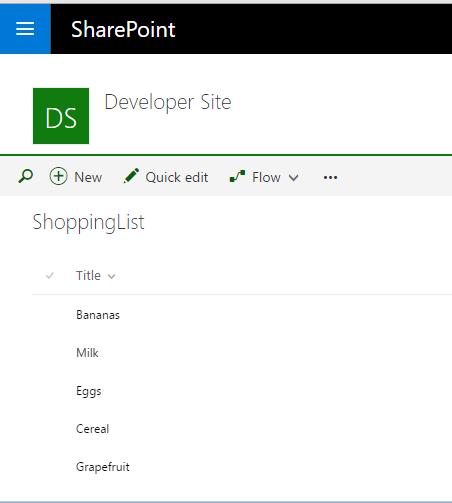 SharePoint
DS
Developer Site
New Quick edit Flow ...
ShoppingList
Title
Bananas
Milk
Eggs
Cereal
Grapefruit